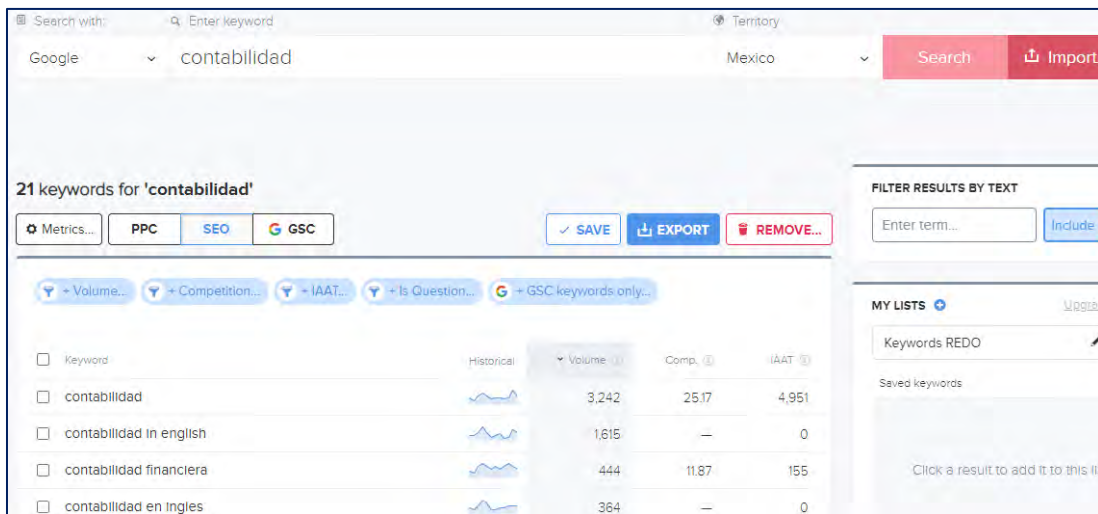 Search with: Enter keyword Territory
Google contabilidad Mexico Search Import
21 keywords for 'contabilidad'
Metrics... PPC SEO GSC SAVE EXPORT REMOVE...
+ Volume... + Competition... + IAAT... + Is Question... + GSC keywords only...
Keyword Historical Volume Comp. IAAT
contabilidad 3,242 25.17 4,951
contabilidad in english 1,615 — 0
contabilidad financiera 444 11.87 155
contabilidad en ingles 364 — 0
FILTER RESULTS BY TEXT
Enter term... Include
MY LISTS Upgra
Keywords REDO
Saved keywords
Click a result to add it to this li